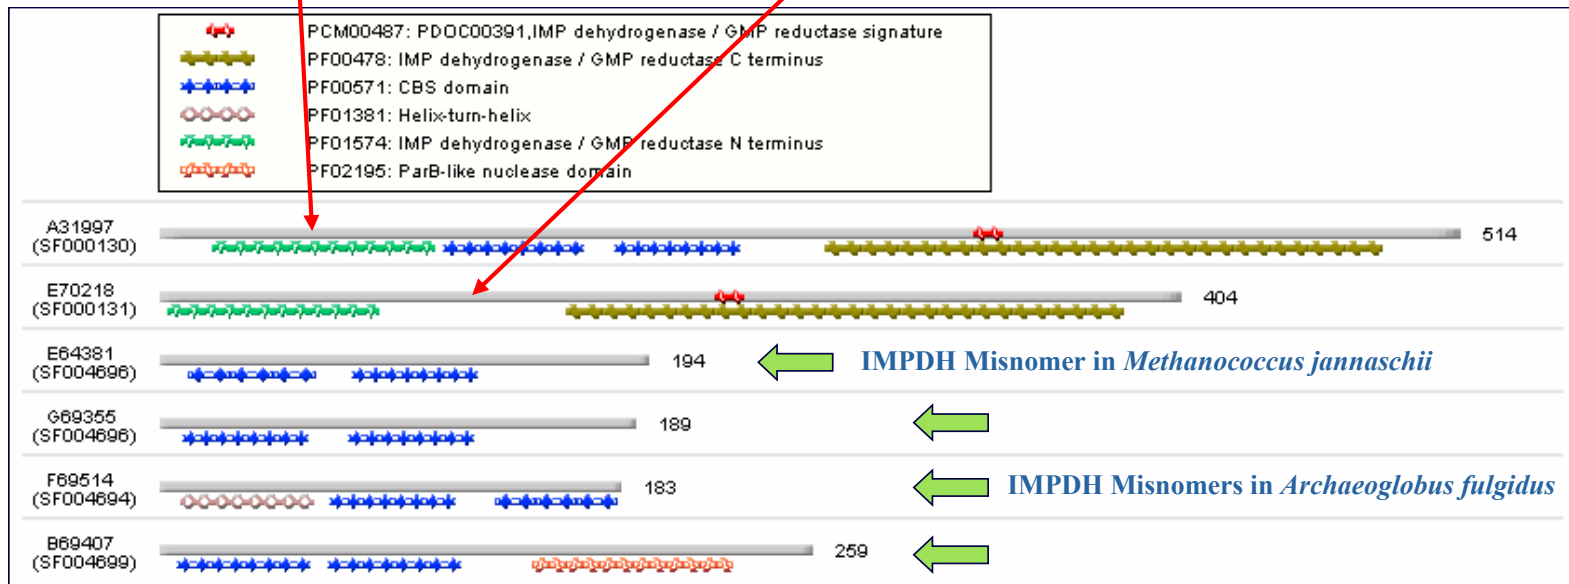 PCM00487: PDOC00391,IMP dehydrogenase / GMP reductase signature
PF00478: IMP dehydrogenase / GMP reductase C terminus
PF00571: CBS domain
PF01381: Helix-turn-helix
PF01574: IMP dehydrogenase / GMP reductase N terminus
PF02195: ParB-like nuclease domain
A31997
(SF000130)
514
E70218
(SF000131)
404
E64381
(SF004696)
194
IMPDH Misnomer in Methanococcus jannaschii
G69355
(SF004696)
189
F69514
(SF004694)
183
IMPDH Misnomers in Archaeoglobus fulgidus
B69407
(SF004699)
259